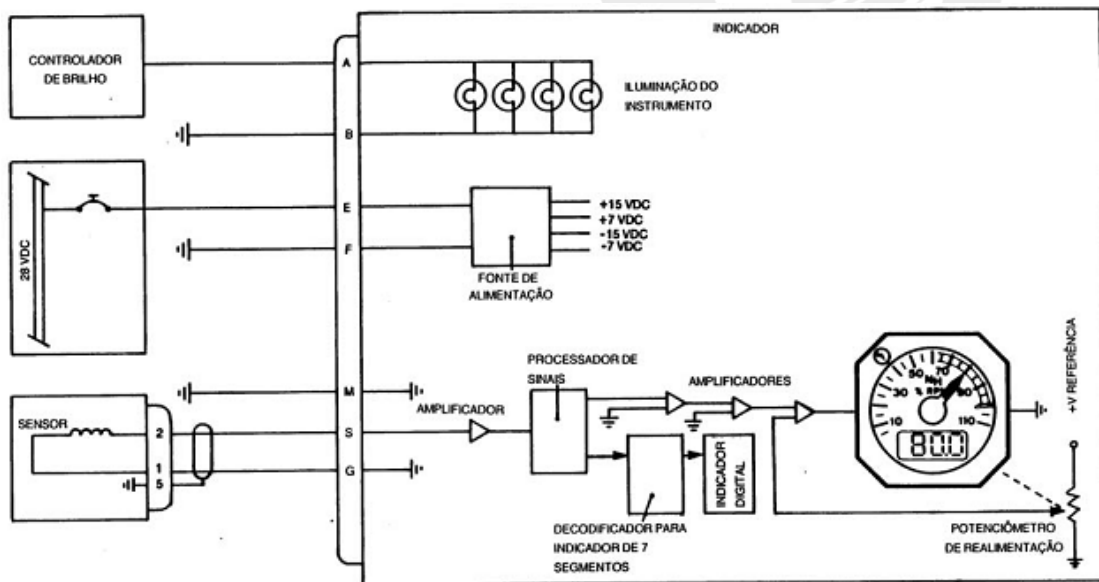 INDICADOR
CONTROLADOR
DE BRILHO
A
ILUMINAÇÃO DO
INSTRUMENTO
B
28 VDC
E
+15 VDC
+7 VDC
-15 VDC
-7 VDC
F
FONTE DE
ALIMENTAÇÃO
PROCESSADOR DE
SINAIS
+V REFERÊNCIA
M
AMPLIFICADOR
AMPLIFICADORES
SENSOR
2
S
1
G
5
10
30
50
70
90
110
NH
% RPM
80.0
INDICADOR
DIGITAL
DECODIFICADOR PARA
INDICADOR DE 7
SEGMENTOS
POTENCIÔMETRO
DE REALIMENTAÇÃO